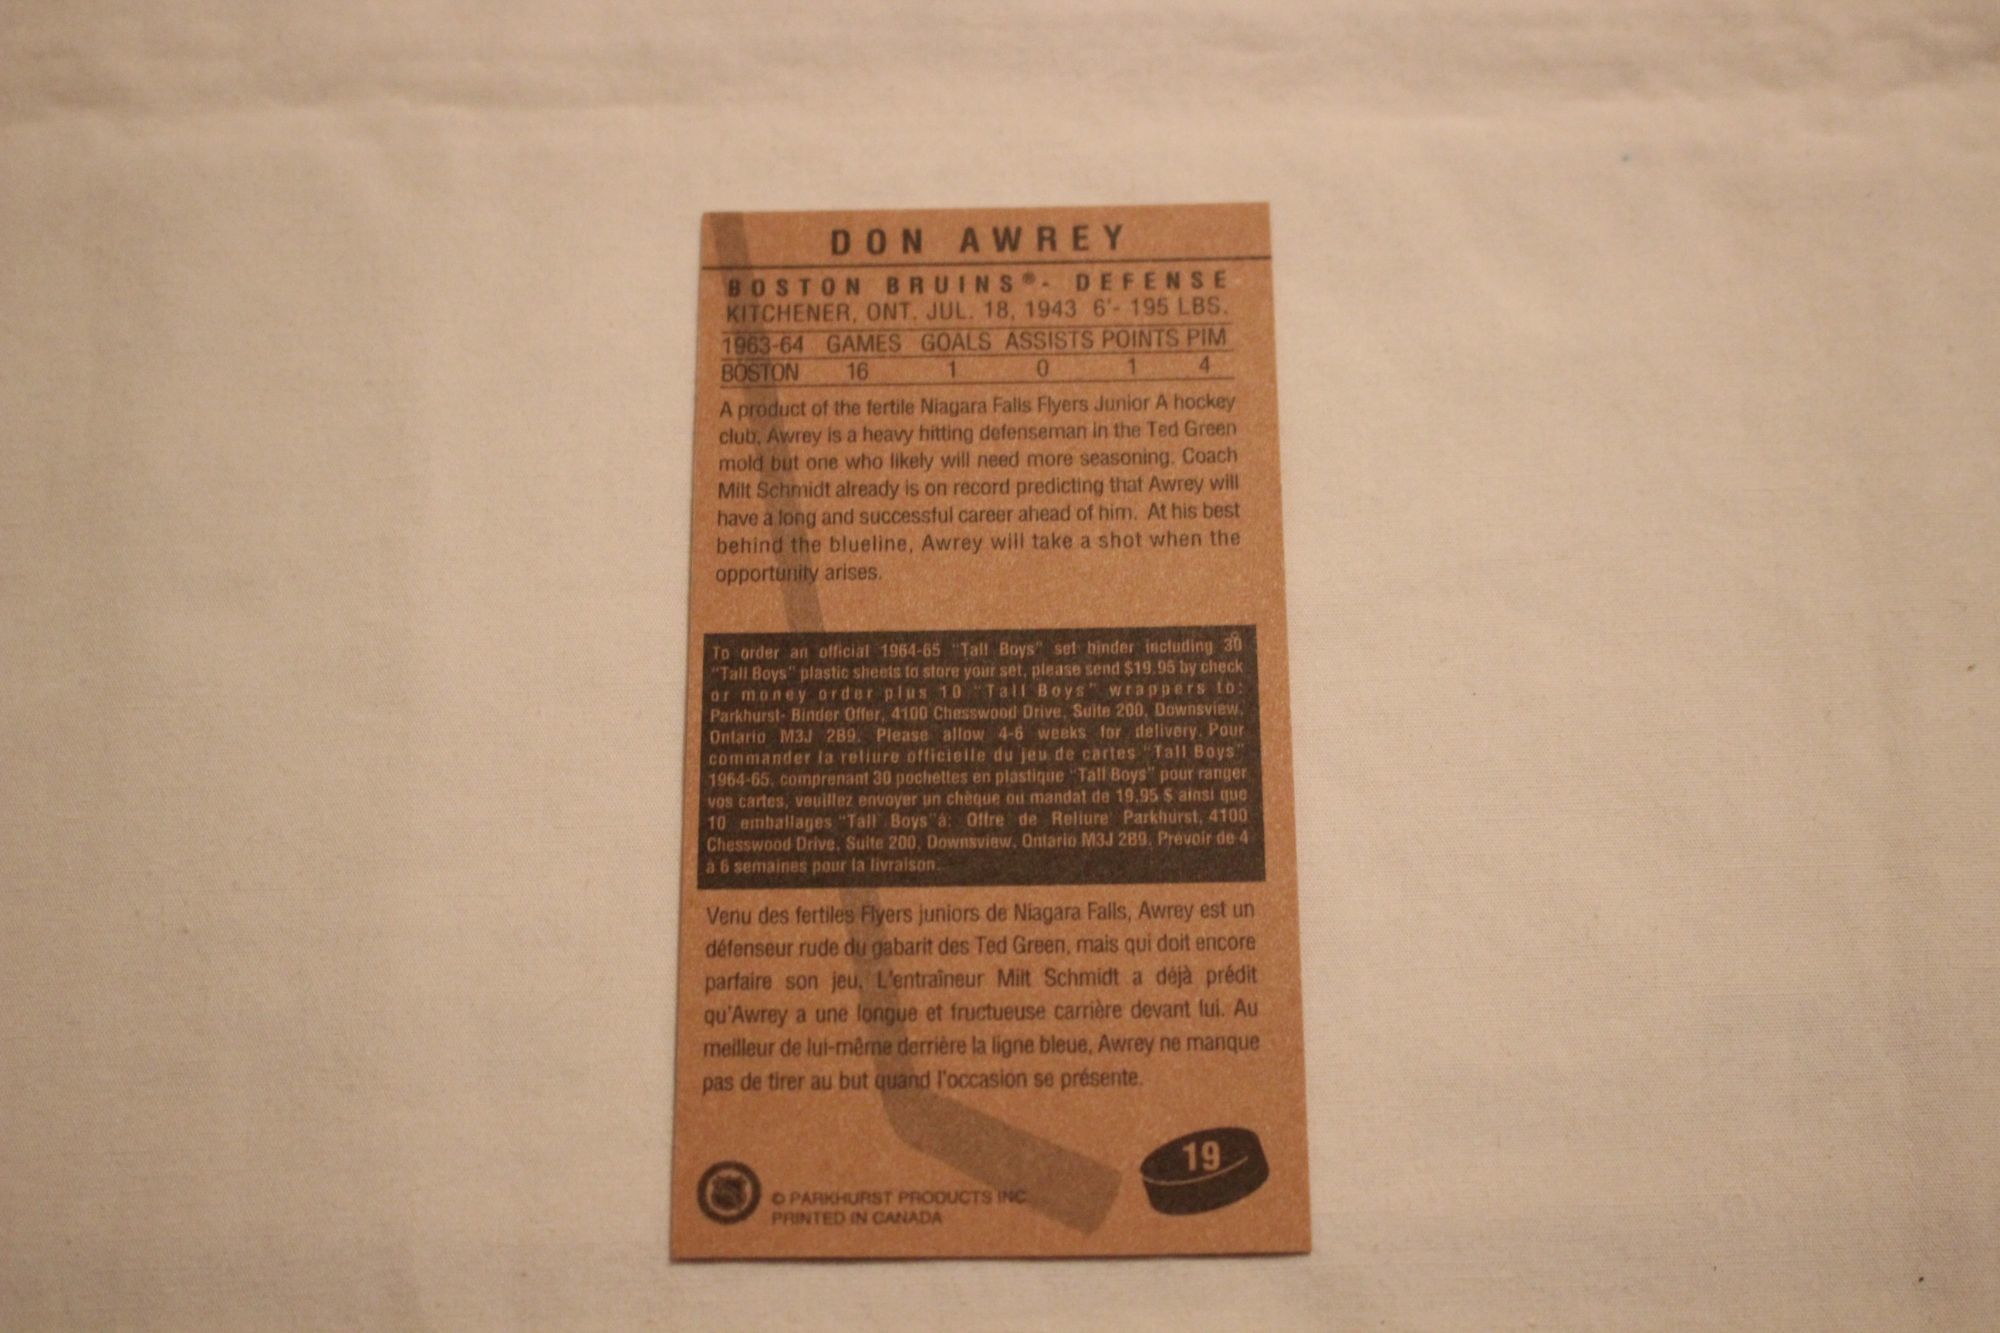 DON AWREY
BOSTON BRUINS®- DEFENSE
KITCHENER, ONT. JUL. 18, 1943 6'- 195 LBS.
1963-64 GAMES GOALS ASSISTS POINTS PIM
BOSTON 16 1 0 1 4
A product of the fertile Niagara Falls Flyers Junior A hockey
club, Awrey is a heavy hitting defenseman in the Ted Green
mold but one who likely will need more seasoning. Coach
Milt Schmidt already is on record predicting that Awrey will
have a long and successful career ahead of him. At his best
behind the blueline, Awrey will take a shot when the
opportunity arises.
To order an official 1964-65 "Tall Boys" set binder including 30
"Tall Boys" plastic sheets to store your set, please send $19.95 by check
or money order plus 10 "Tall Boys" wrappers to:
Parkhurst- Binder Offer, 4100 Chesswood Drive, Suite 200, Downsview,
Ontario M3J 2B9. Please allow 4-6 weeks for delivery. Pour
commander la reliure officielle du jeu de cartes "Tall Boys"
1964-65, comprenant 30 pochettes en plastique "Tall Boys" pour ranger
vos cartes, veuillez envoyer un chèque ou mandat de 19,95 $ ainsi que
10 emballages "Tall Boys" à: Offre de Reliure Parkhurst, 4100
Chesswood Drive, Suite 200, Downsview, Ontario M3J 2B9. Prévoir de 4
à 6 semaines pour la livraison.
Venu des fertiles Flyers juniors de Niagara Falls, Awrey est un
défenseur rude du gabarit des Ted Green, mais qui doit encore
parfaire son jeu. L'entraîneur Milt Schmidt a déjà prédit
qu'Awrey a une longue et fructueuse carrière devant lui. Au
meilleur de lui-même derrière la ligne bleue, Awrey ne manque
pas de tirer au but quand l'occasion se présente.
19
© PARKHURST PRODUCTS INC.
PRINTED IN CANADA